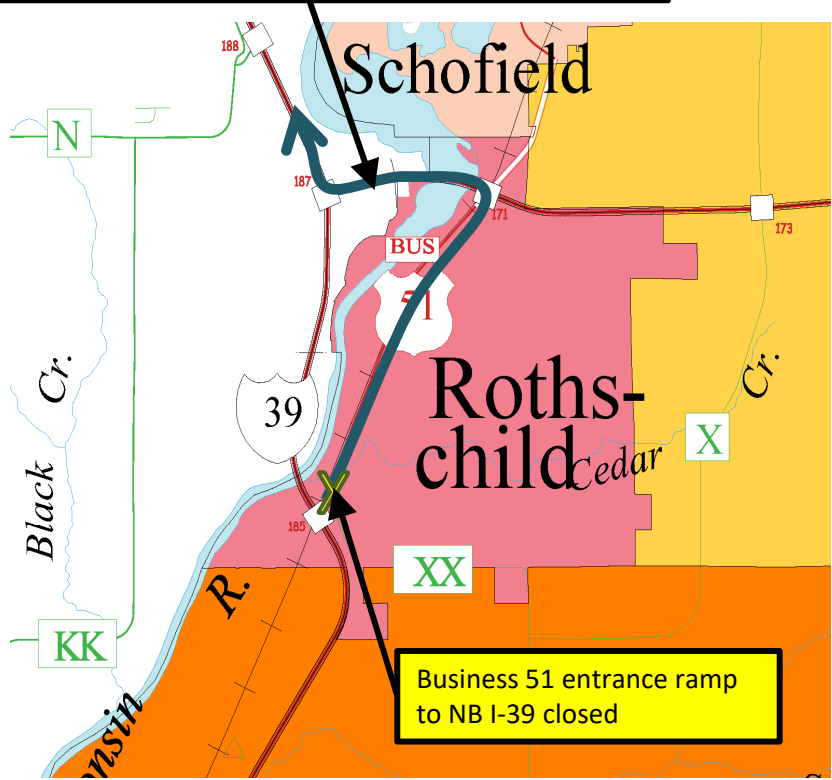 188
Schofield
N
187
171
173
BUS
51
Cr.
39
Roths-
child
Cedar
Cr.
X
Black
185
XX
R.
KK
Business 51 entrance ramp
to NB I-39 closed
onsin